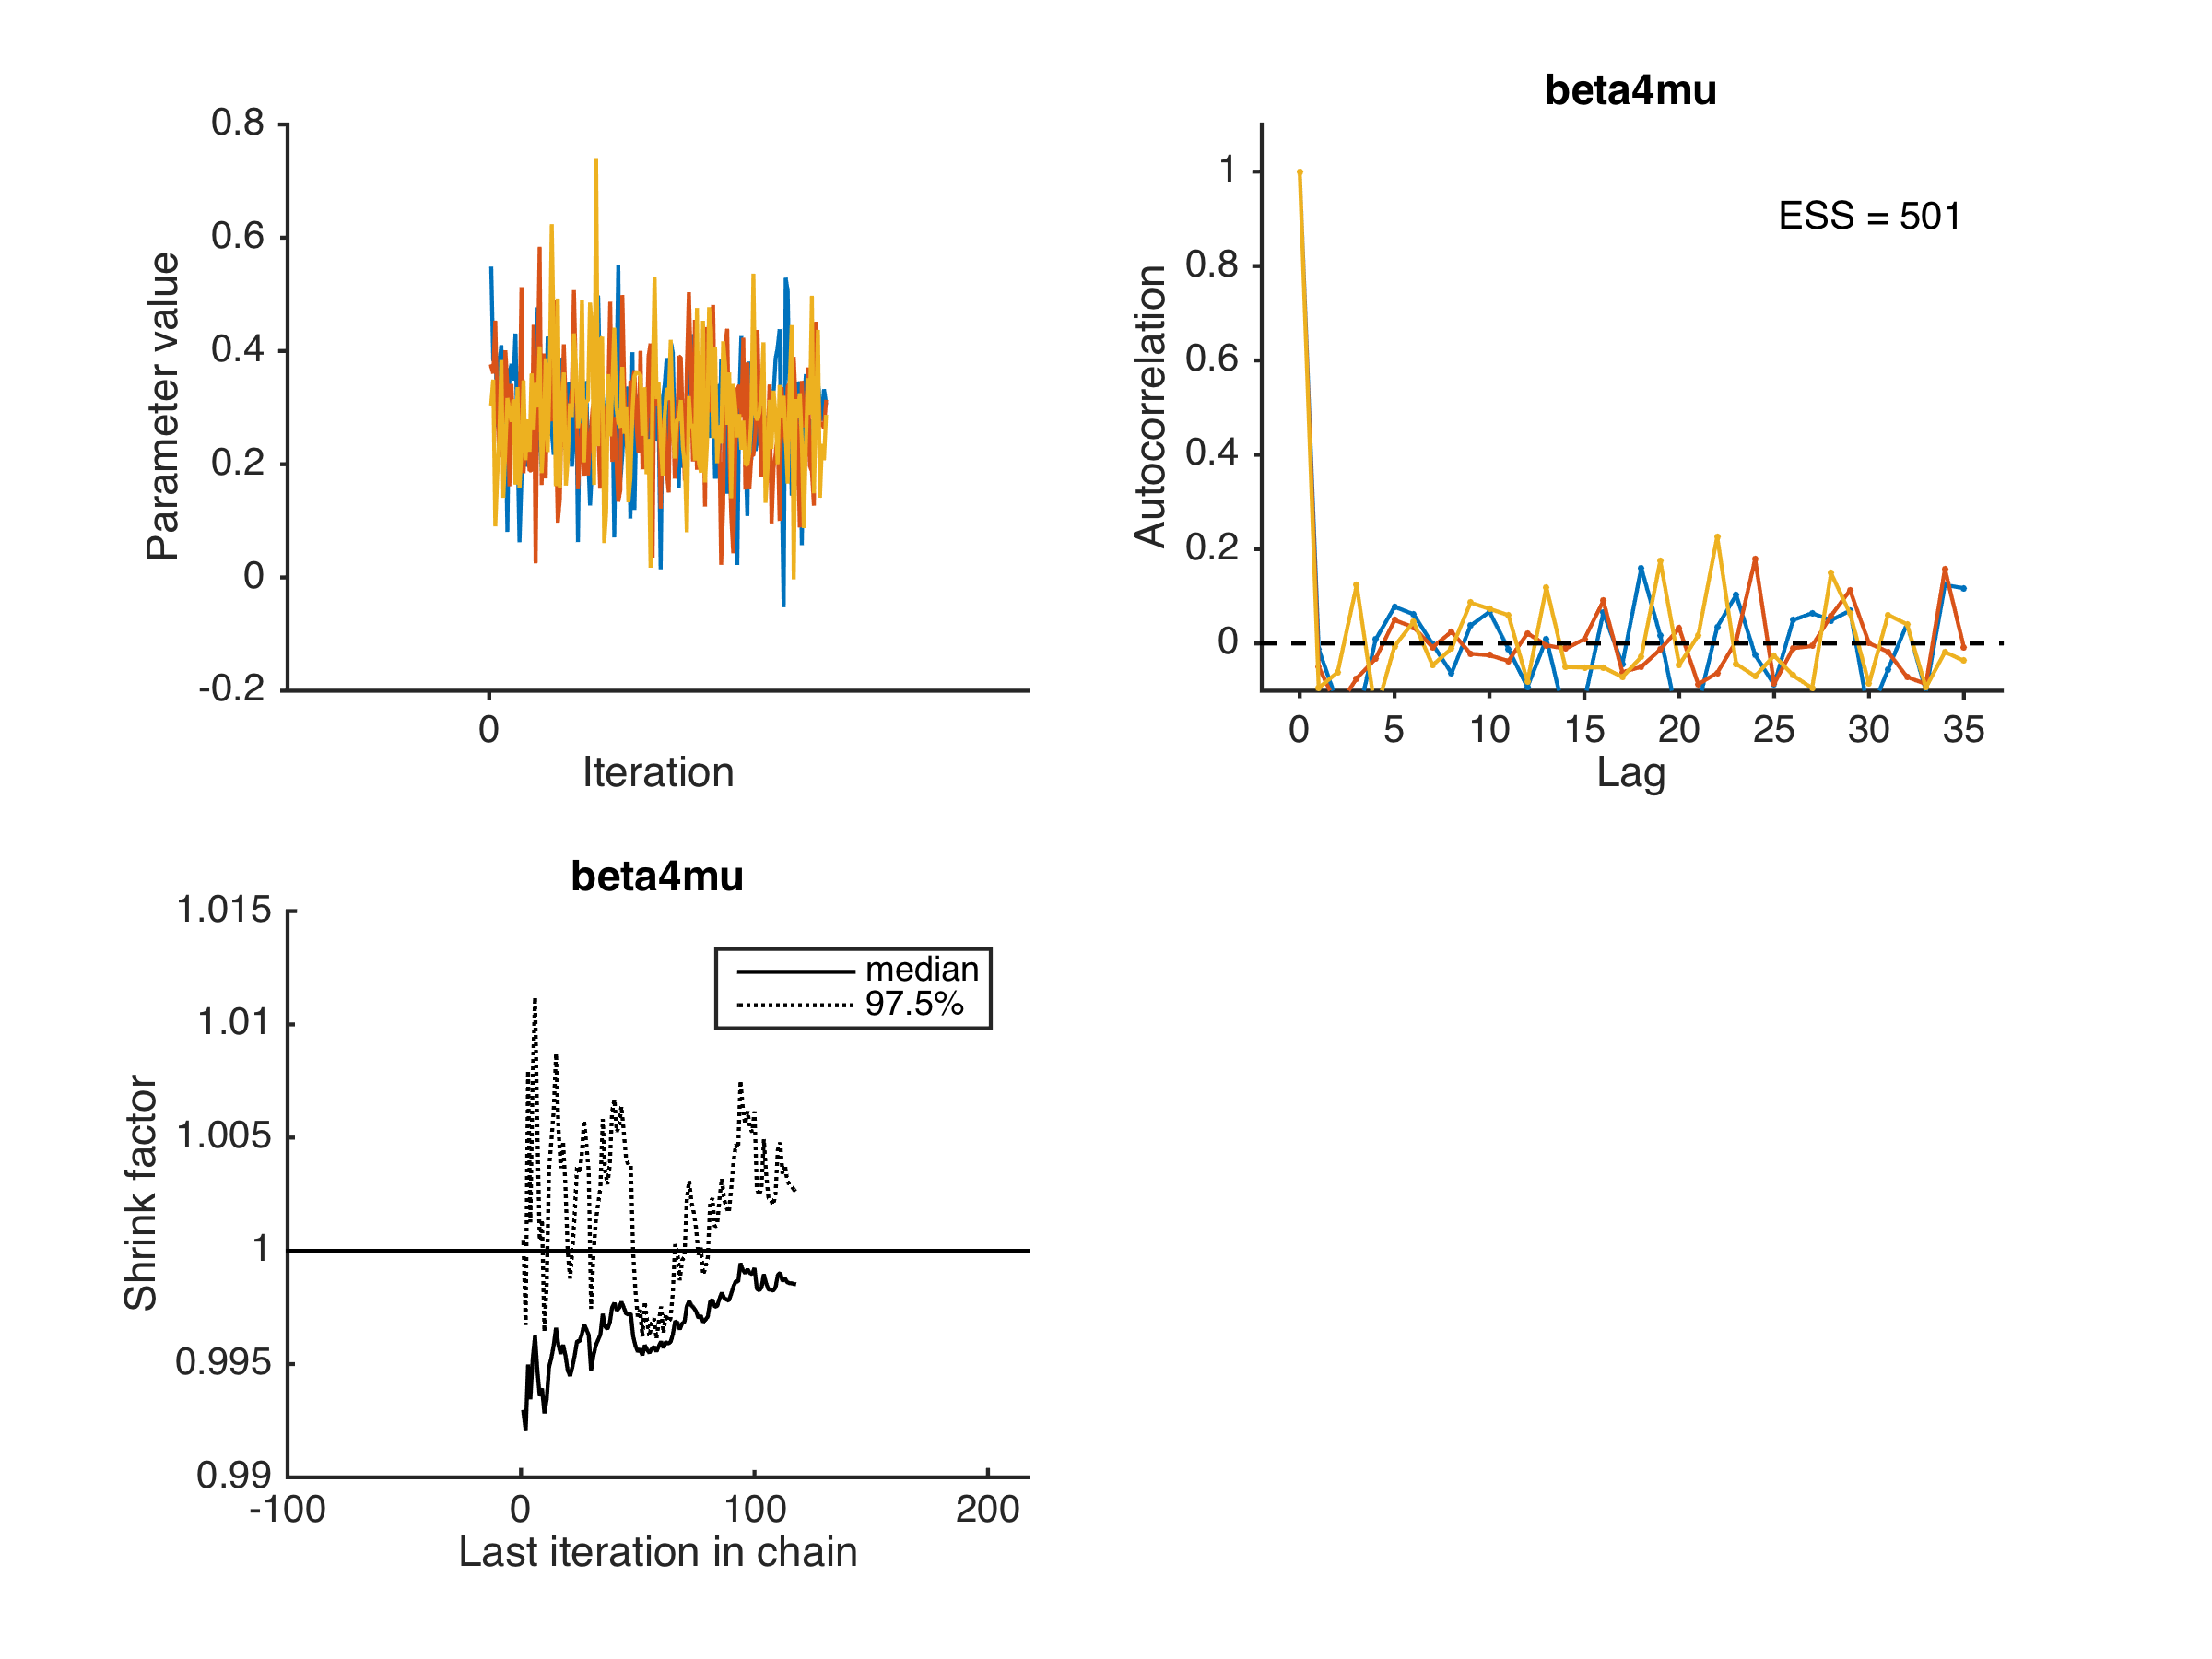 0.8
0.6
0.4
0.2
0
-0.2
Parameter value
0
Iteration
beta4mu
ESS = 501
1
0.8
0.6
0.4
0.2
0
Autocorrelation
0 5 10 15 20 25 30 35
Lag
beta4mu
median
97.5%
1.015
1.01
1.005
1
0.995
0.99
Shrink factor
-100 0 100 200
Last iteration in chain